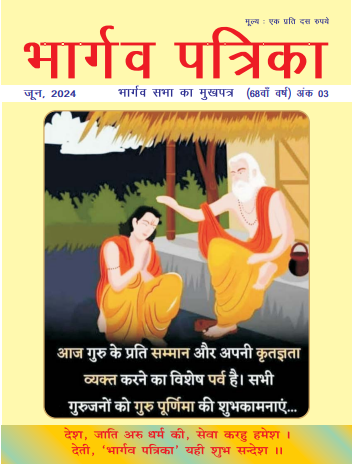 मूल्य : एक प्रति दस रुपये
भार्गव पत्रिका
जून, 2024 भार्गव सभा का मुखपत्र (68वाँ वर्ष) अंक 03
आज गुरु के प्रति सम्मान और अपनी कृतज्ञता
व्यक्त करने का विशेष पर्व है। सभी
गुरुजनों को गुरु पूर्णिमा की शुभकामनाएं...
देश, जाति अरु धर्म की, सेवा करहु हमेश ।
देती, 'भार्गव पत्रिका' यही शुभ सन्देश ।।